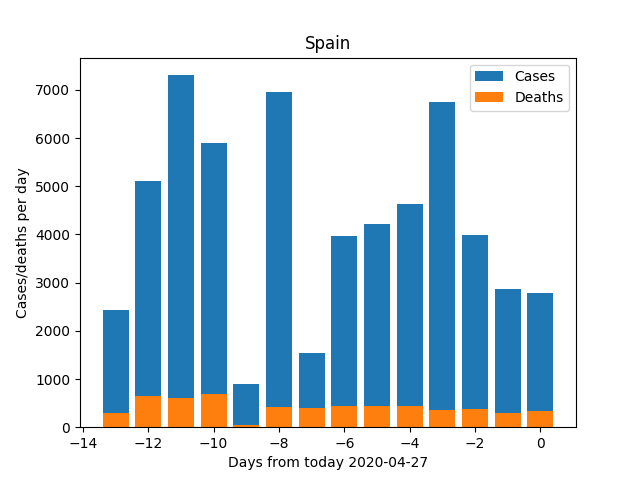 Spain
Cases
Deaths
Cases/deaths per day
7000
6000
5000
4000
3000
2000
1000
0
−14 −12 −10 −8 −6 −4 −2 0
Days from today 2020-04-27